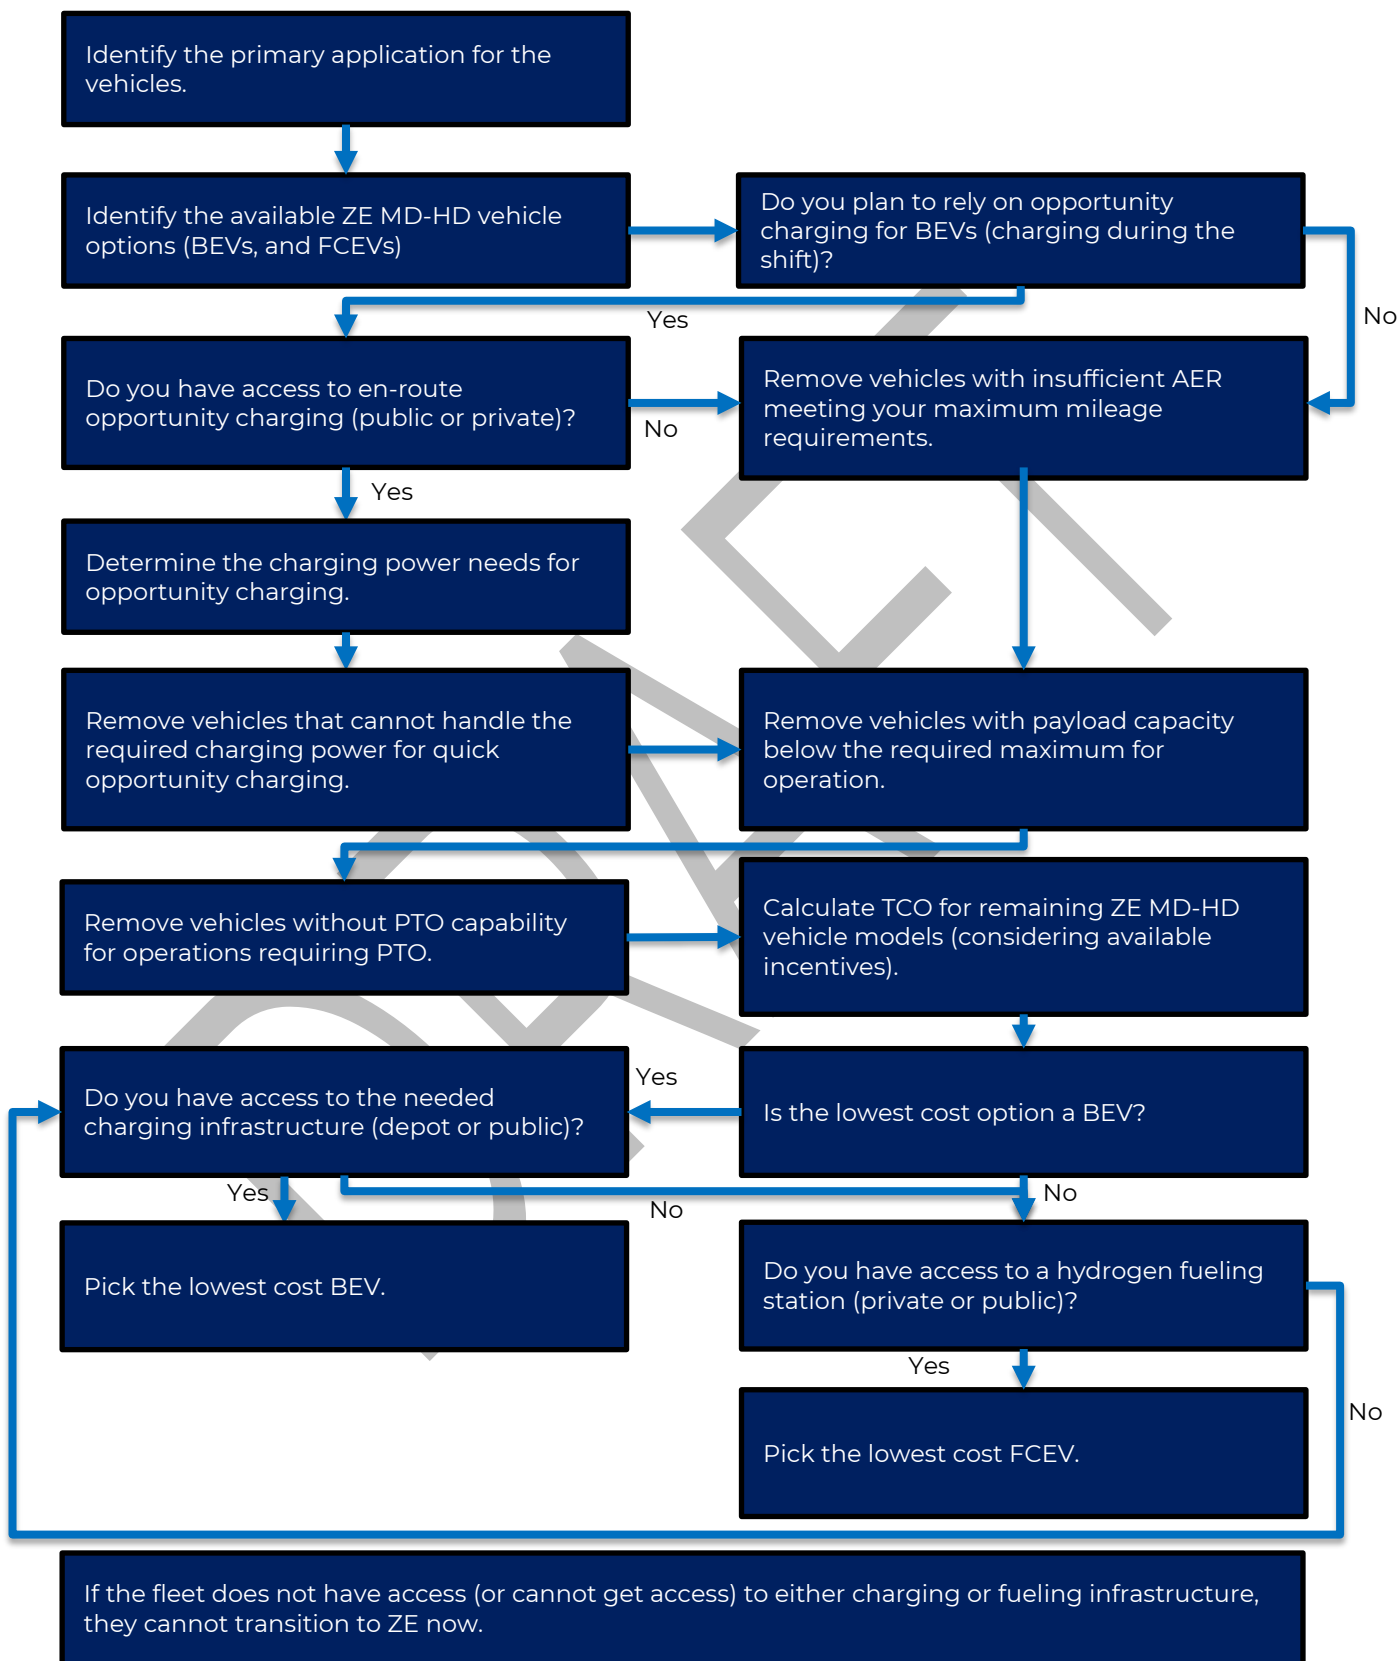 Identify the primary application for the
vehicles.
Identify the available ZE MD-HD vehicle
options (BEVs, and FCEVs)
Do you plan to rely on opportunity
charging for BEVs (charging during the
shift)?
Yes
No
Do you have access to en-route
opportunity charging (public or private)?
No
Remove vehicles with insufficient AER
meeting your maximum mileage
requirements.
Yes
Determine the charging power needs for
opportunity charging.
Remove vehicles that cannot handle the
required charging power for quick
opportunity charging.
Remove vehicles with payload capacity
below the required maximum for
operation.
Remove vehicles without PTO capability
for operations requiring PTO.
Calculate TCO for remaining ZE MD-HD
vehicle models (considering available
incentives).
Do you have access to the needed
charging infrastructure (depot or public)?
Yes
Is the lowest cost option a BEV?
Yes
No
No
Pick the lowest cost BEV.
Do you have access to a hydrogen fueling
station (private or public)?
Yes
No
Pick the lowest cost FCEV.
If the fleet does not have access (or cannot get access) to either charging or fueling infrastructure,
they cannot transition to ZE now.
DRAFT